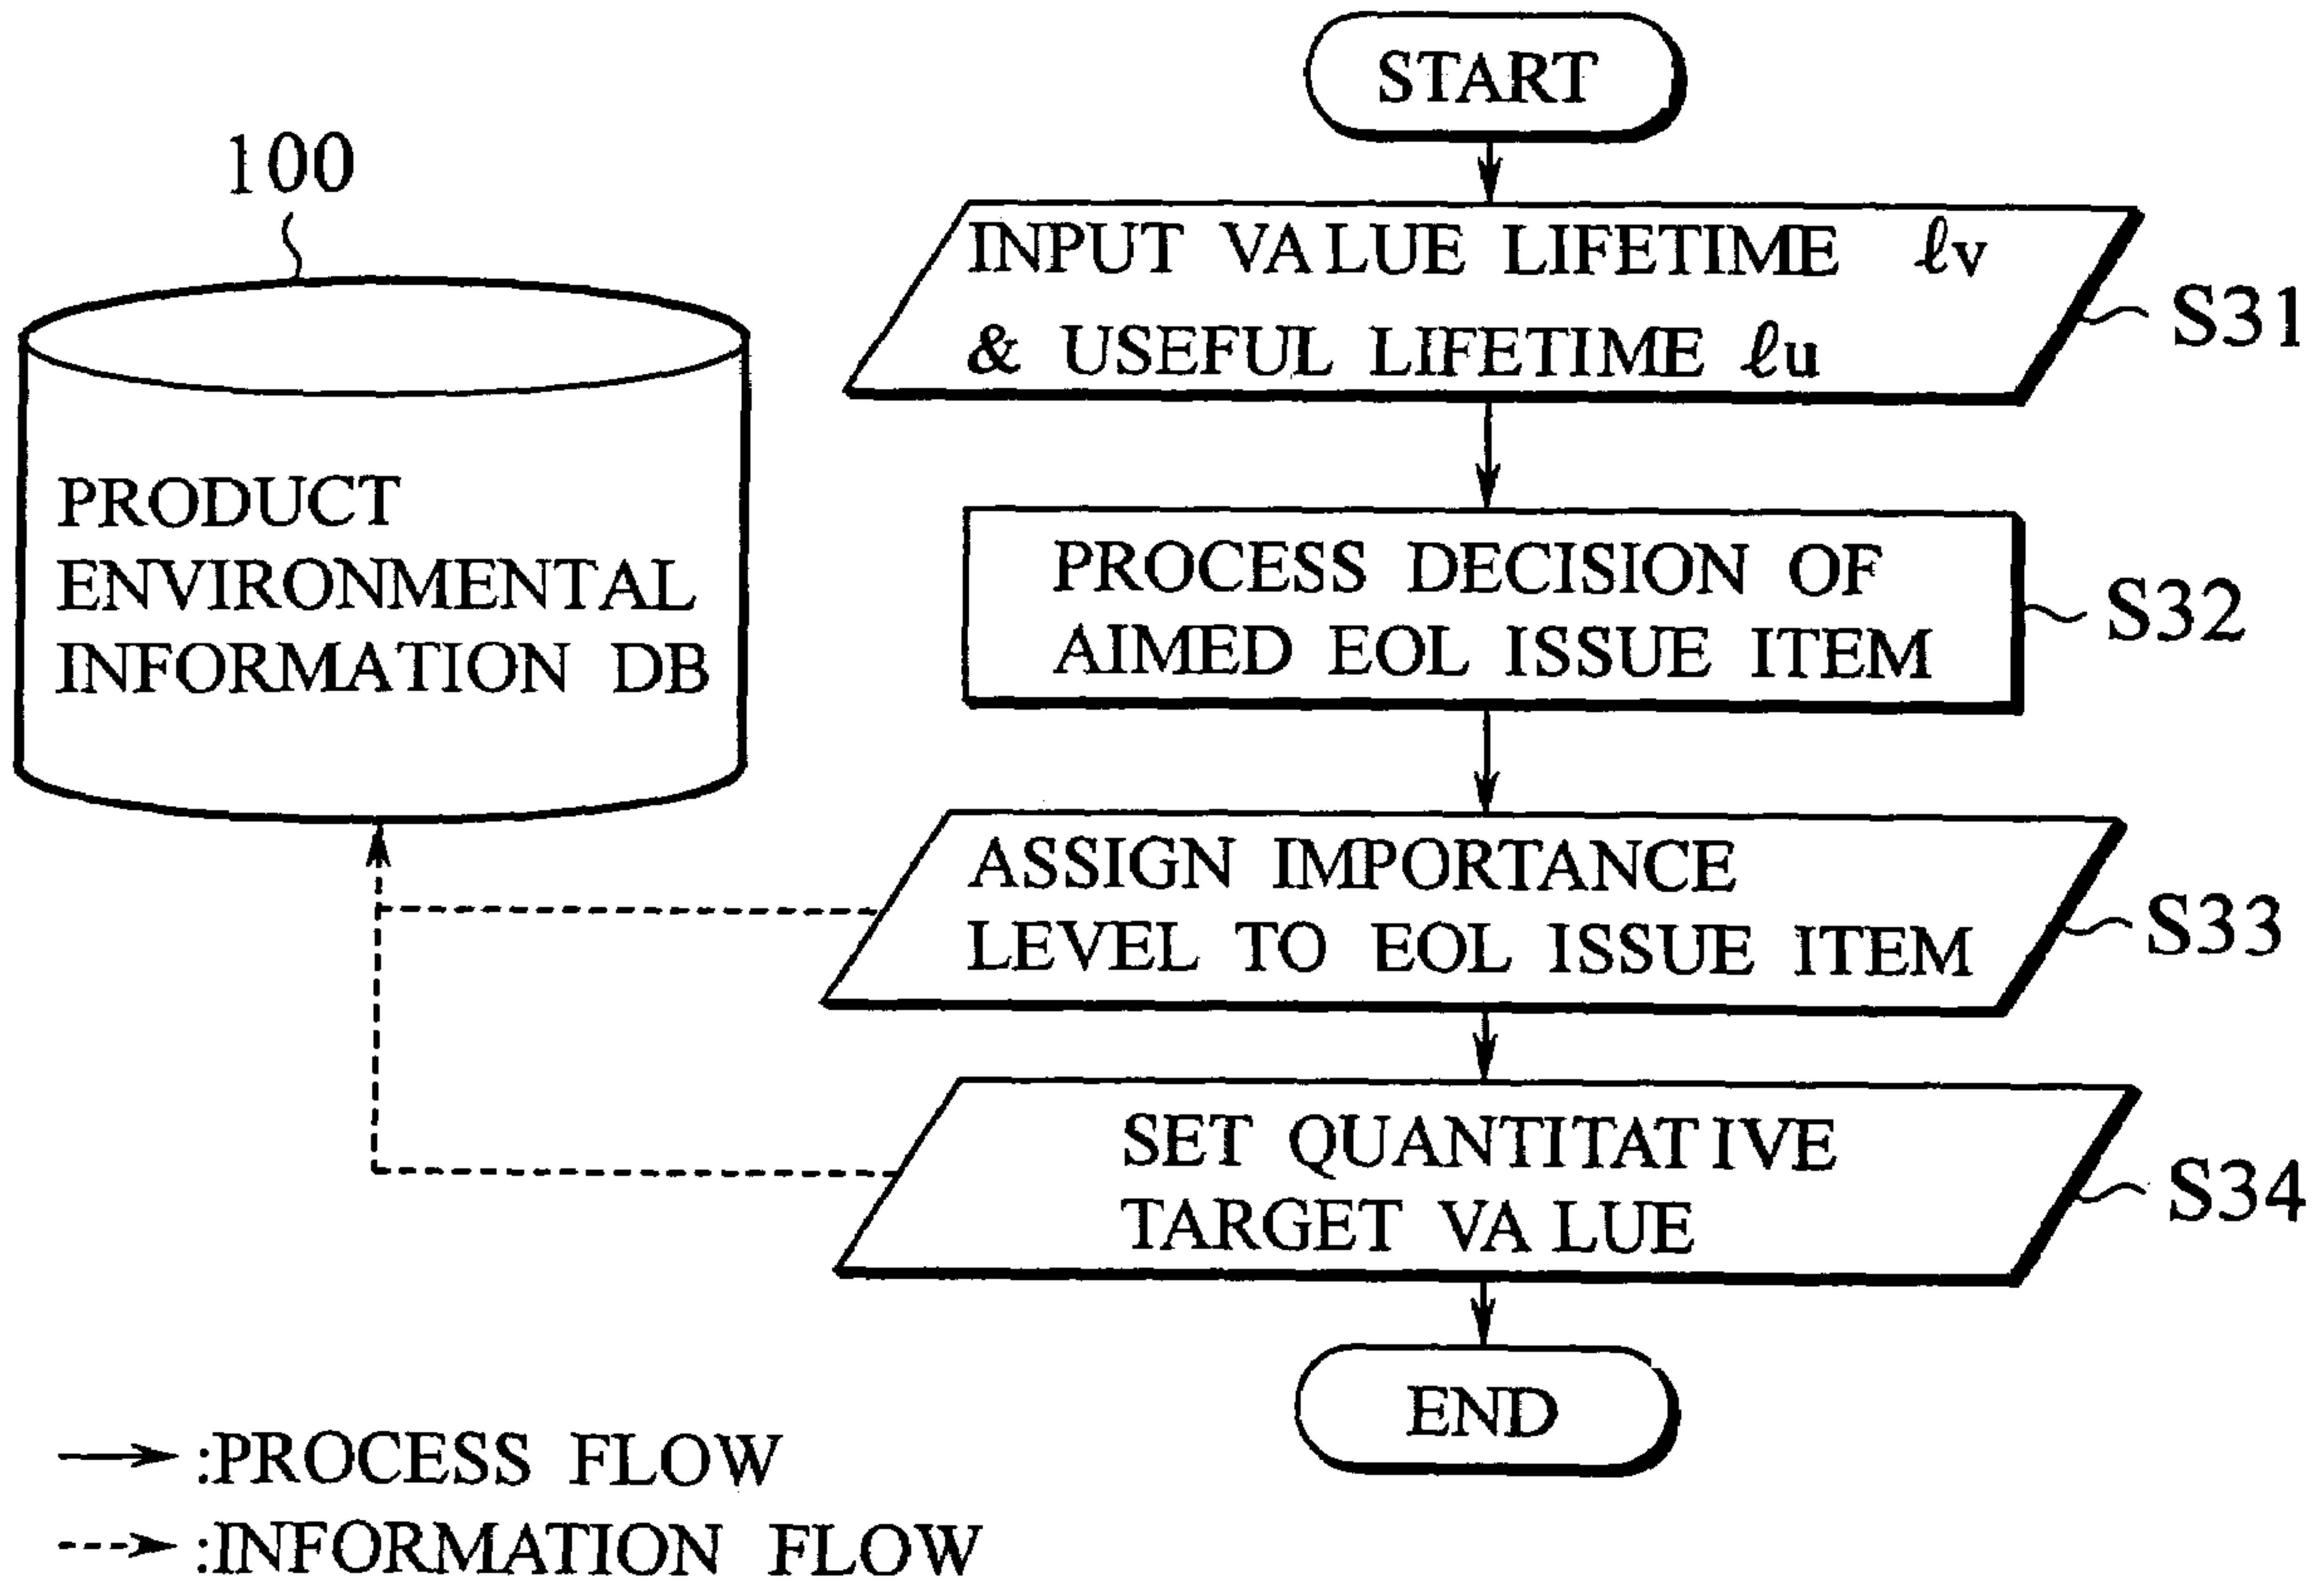 START
100
INPUT VALUE LIFETIME ℓv
& USEFUL LIFETIME ℓu
S31
PRODUCT
ENVIRONMENTAL
INFORMATION DB
PROCESS DECISION OF
AIMED EOL ISSUE ITEM
S32
ASSIGN IMPORTANCE
LEVEL TO EOL ISSUE ITEM
S33
SET QUANTITATIVE
TARGET VALUE
S34
END
:PROCESS FLOW
:INFORMATION FLOW